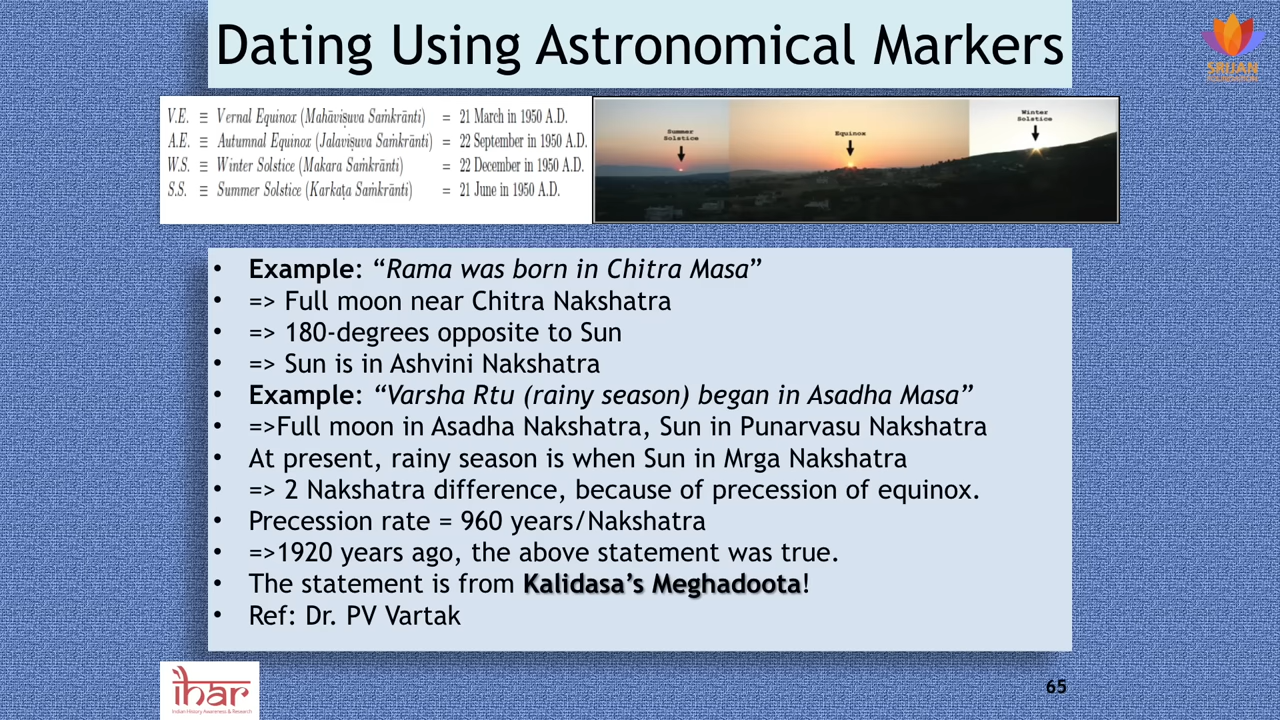 Dating Using Astronomical Markers
SRIJAN
V.E. ≡ Vernal Equinox (Mahāviṣuva Saṁkrānti = 21 March in 1950 A.D.
A.E. ≡ Autumnal Equinox (Jalaviṣuva Saṁkrānti) = 22 September in 1950 A.D.
W.S. ≡ Winter Solstice (Makara Saṁkrānti) = 22 December in 1950 A.D.
S.S. ≡ Summer Solstice (Karkaṭa Saṁkrānti) = 21 June in 1950 A.D.
Summer
Solstice
Equinox
Winter
Solstice
• Example: “Rama was born in Chitra Masa”
• => Full moon near Chitra Nakshatra
• => 180-degrees opposite to Sun
• => Sun is in Ashvini Nakshatra
• Example: “Varsha Rtu (rainy season) began in Asadha Masa”
• =>Full moon in Asadha Nakshatra, Sun in Punarvasu Nakshatra
• At present, rainy season is when Sun in Mrga Nakshatra
• => 2 Nakshatra difference, because of precession of equinox.
• Precession rate = 960 years/Nakshatra
• =>1920 years ago, the above statement was true.
• The statement is from Kalidasa’s Meghadoota!
• Ref: Dr. PV Vartak
ihar
Indian History Awareness & Research
65